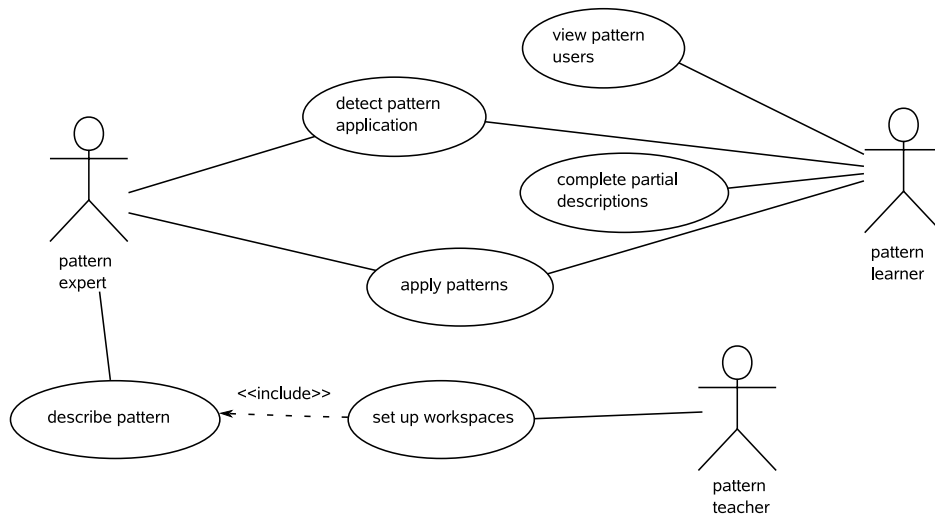 view pattern
users
detect pattern
application
complete partial
descriptions
pattern
expert
pattern
learner
apply patterns
<<include>>
describe pattern
set up workspaces
pattern
teacher